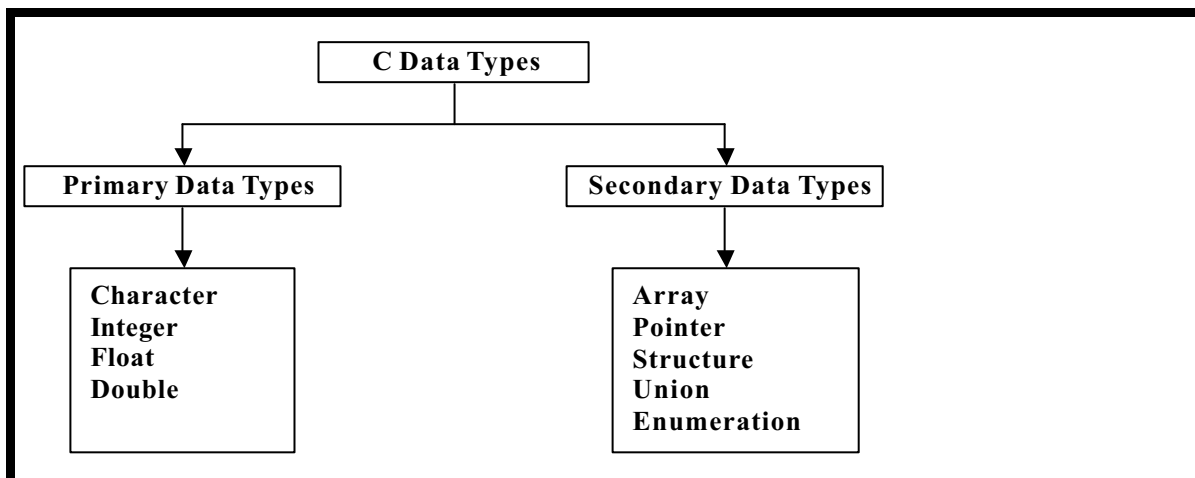 C Data Types
Primary Data Types
Secondary Data Types
Character
Integer
Float
Double
Array
Pointer
Structure
Union
Enumeration